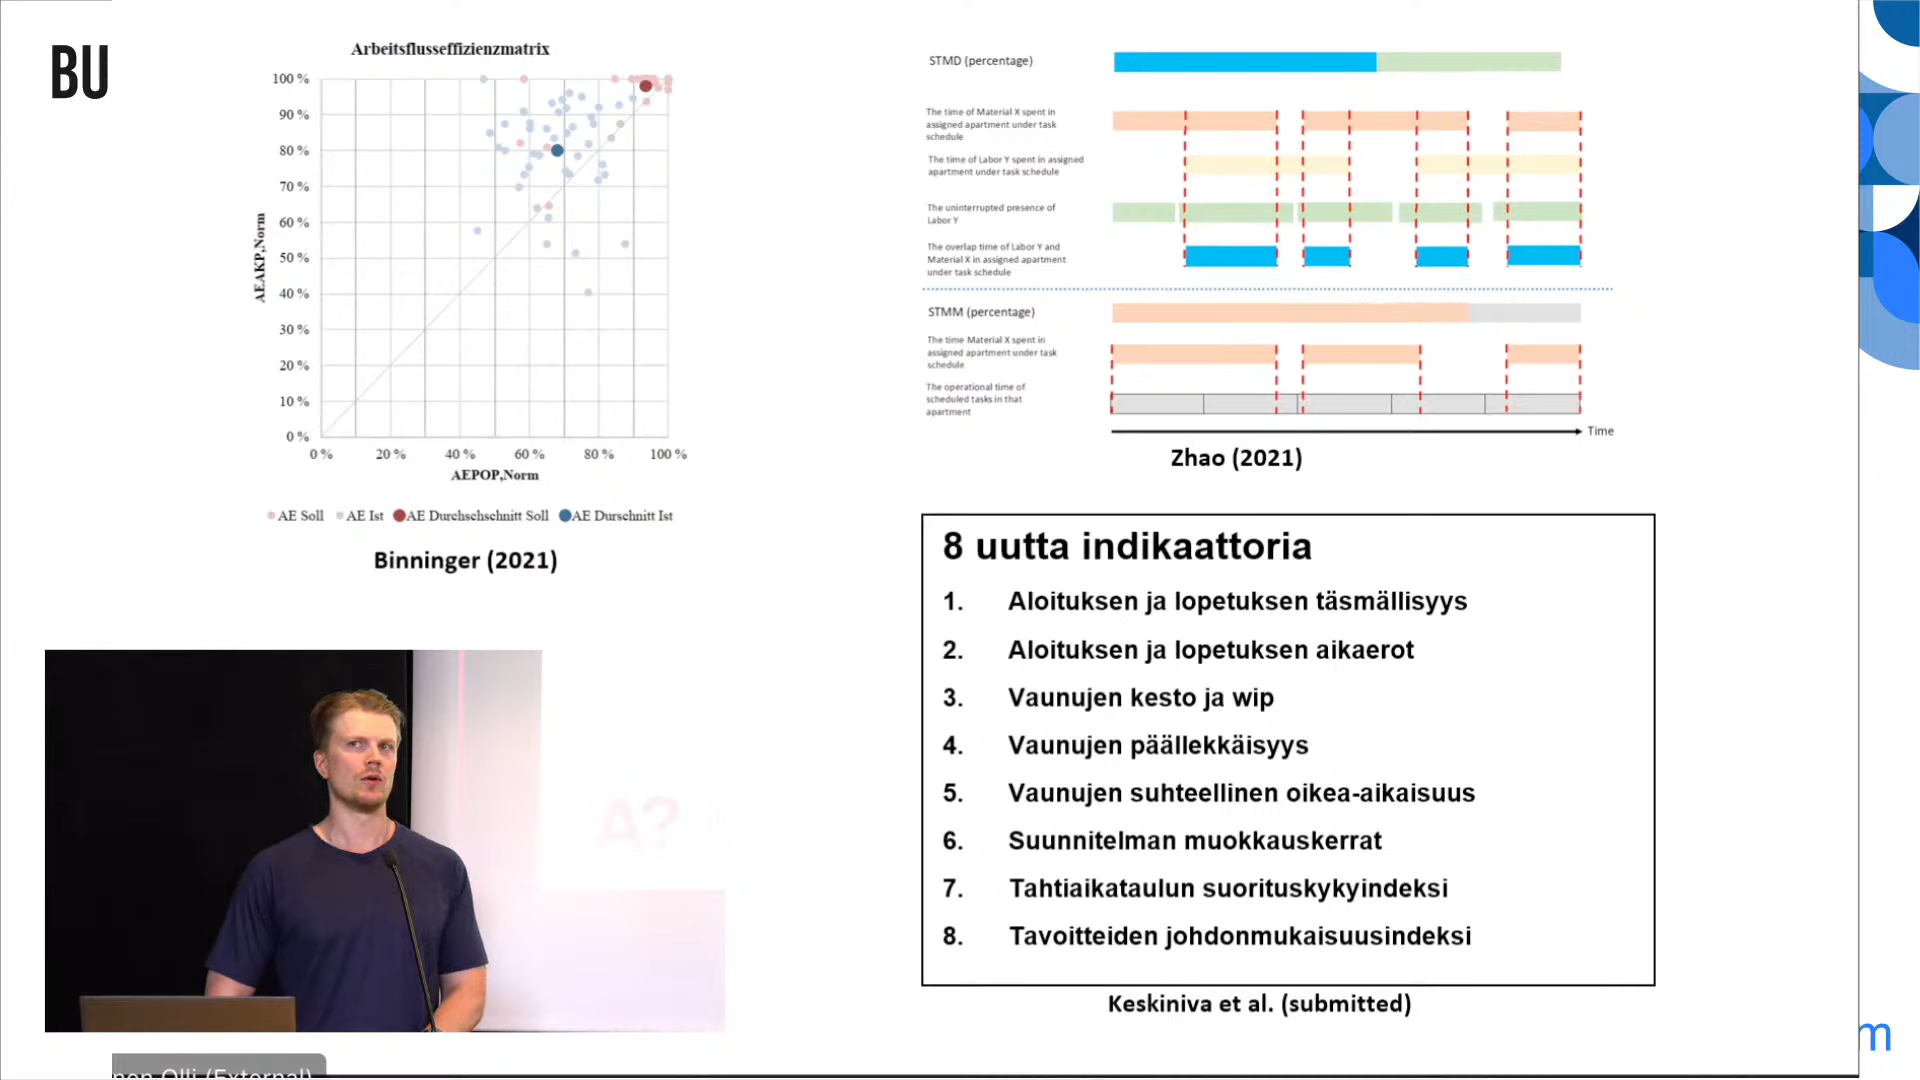 BU
Arbeitsflusseffizienzmatrix
100 %
90 %
80 %
70 %
60 %
50 %
40 %
30 %
20 %
10 %
0 %
AEAKP,Norm
0 %
20 %
40 %
60 %
80 %
100 %
AEPOP,Norm
AE Soll
AE Ist
AE Durchschschnitt Soll
AE Durschnitt Ist
Binninger (2021)
STMD (percentage)
The time of Material X spent in
assigned apartment under task
schedule
The time of Labor Y spent in assigned
apartment under task schedule
The uninterrupted presence of
Labor Y
The overlap time of Labor Y and
Material X in assigned apartment
under task schedule
STMM (percentage)
The time Material X spent in
assigned apartment under task
schedule
The operational time of
scheduled tasks in that
apartment
Time
Zhao (2021)
8 uutta indikaattoria
1. Aloituksen ja lopetuksen täsmällisyys
2. Aloituksen ja lopetuksen aikaerot
3. Vaunujen kesto ja wip
4. Vaunujen päällekkäisyys
5. Vaunujen suhteellinen oikea-aikaisuus
6. Suunnitelman muokkauskerrat
7. Tahtiaikataulun suorituskykyindeksi
8. Tavoitteiden johdonmukaisuusindeksi
Keskiniva et al. (submitted)
A?
nen Olli (External)
m